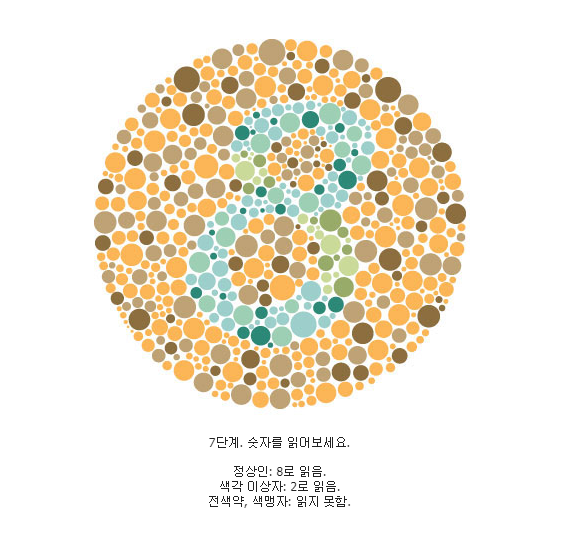 8
7단계. 숫자를 읽어보세요.
정상인: 8로 읽음.
색각 이상자: 2로 읽음.
전색약, 색맹자: 읽지 못함.